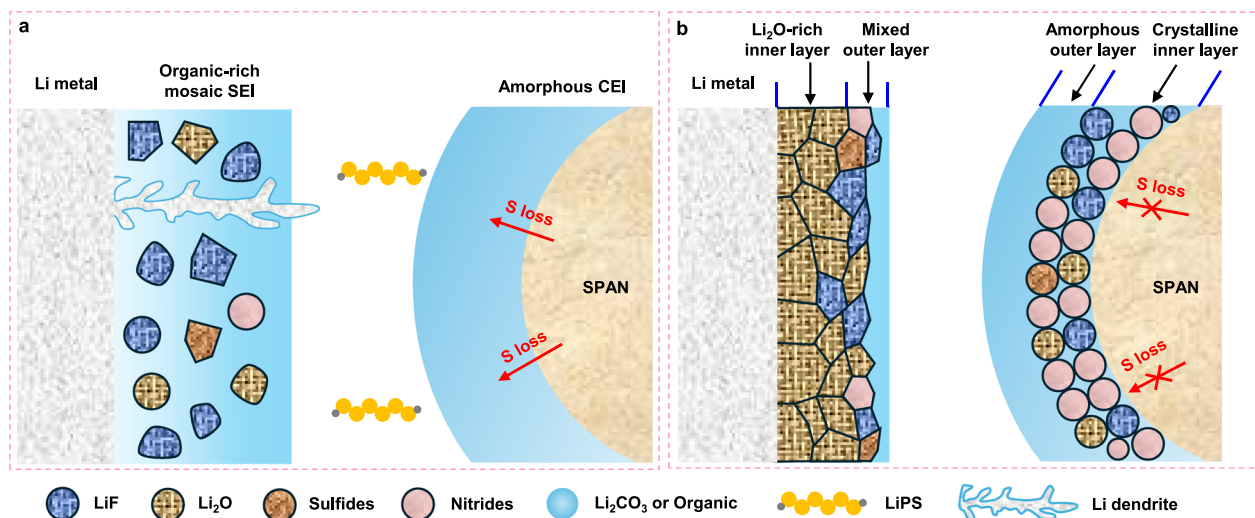 a
Li metal
Organic-rich
mosaic SEI
Amorphous CEI
S loss
S loss
SPAN
b
Li metal
Li₂O-rich
inner layer
Mixed
outer layer
Amorphous
outer layer
Crystalline
inner layer
S loss
S loss
SPAN
LiF
Li₂O
Sulfides
Nitrides
Li₂CO₃ or Organic
LiPS
Li dendrite